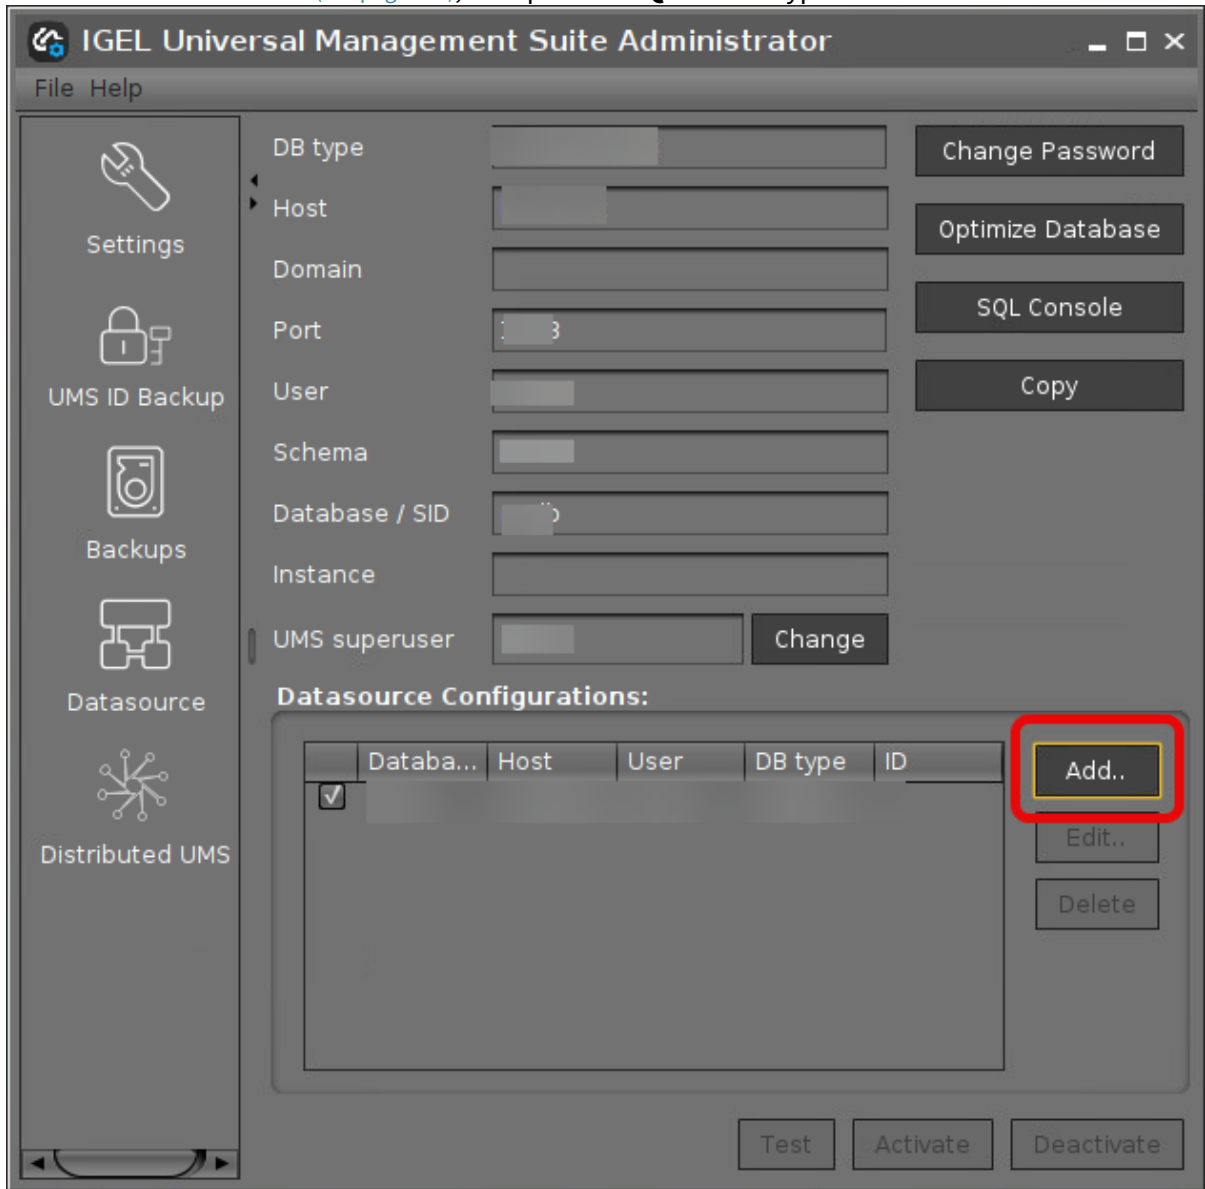 IGEL Universal Management Suite Administrator
File Help
Settings
UMS ID Backup
Backups
Datasource
Distributed UMS
DB type
Host
Domain
Port
User
Schema
Database / SID
Instance
UMS superuser
Change
Change Password
Optimize Database
SQL Console
Copy
Datasource Configurations:
Databa... Host User DB type ID
Add..
Edit..
Delete
Test Activate Deactivate